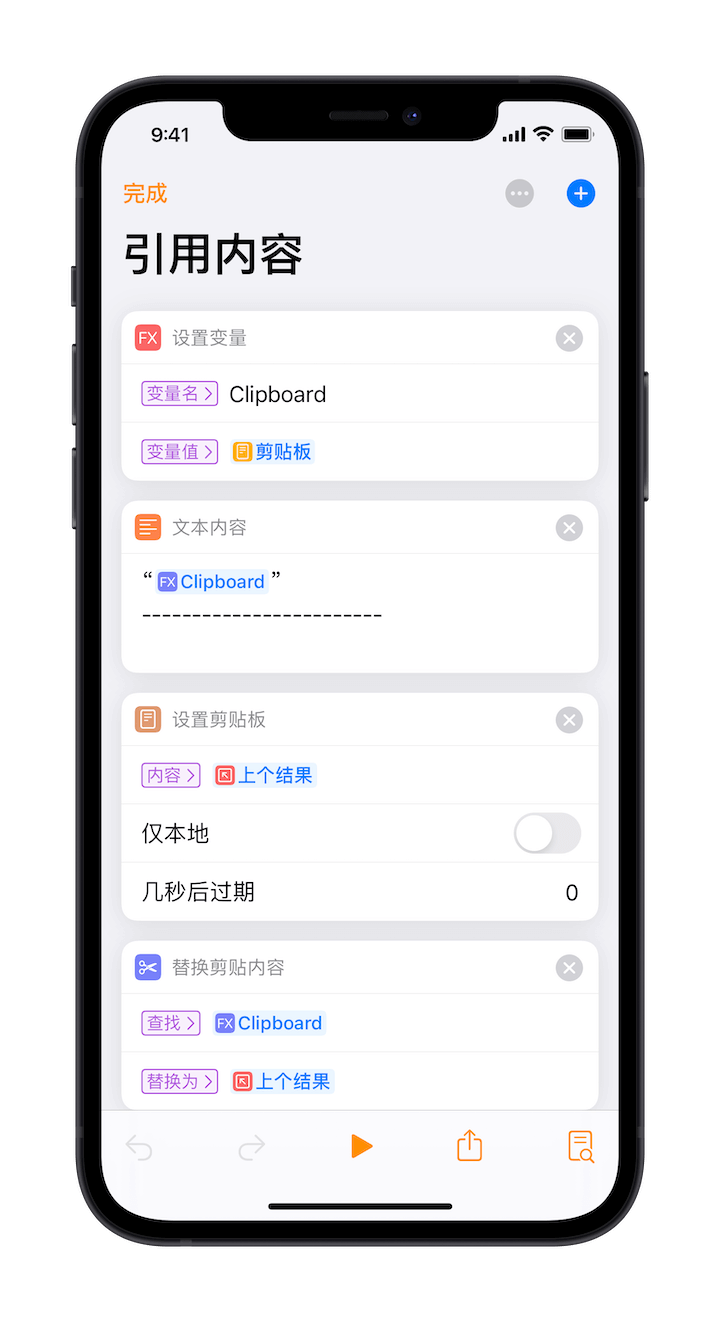 9:41
完成
引用内容
FX 设置变量
变量名 Clipboard
变量值 剪贴板
文本内容
“ FX Clipboard ”
------------------------
设置剪贴板
内容 上个结果
仅本地
几秒后过期 0
替换剪贴内容
查找 FX Clipboard
替换为 上个结果